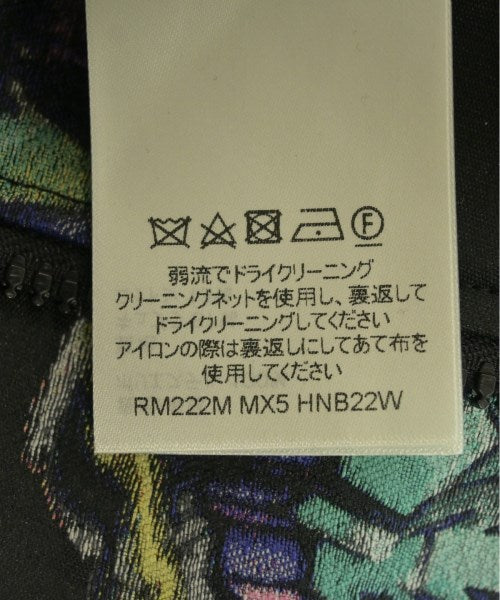 F
弱流でドライクリーニング
クリーニングネットを使用し、裏返して
ドライクリーニングしてください
アイロンの際は裏返しにしてあて布を
使用してください
RM222M MX5 HNB22W